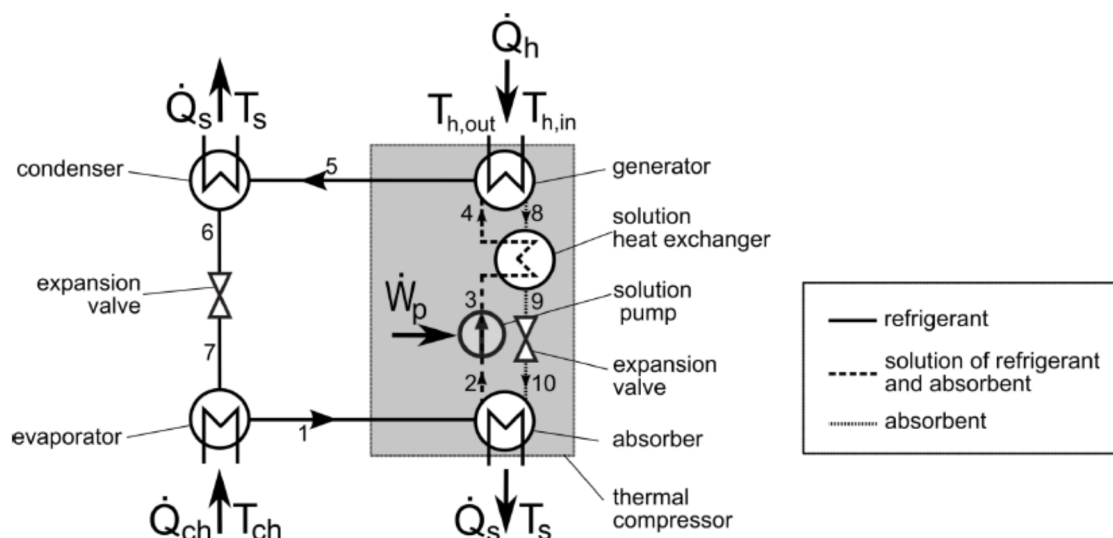 Q̇h
Q̇s Ts
Th,out Th,in
condenser
5
generator
4
8
solution
heat exchanger
6
expansion
valve
Ẇp
3
9
solution
pump
7
expansion
valve
2
10
evaporator
1
absorber
Q̇ch Tch
Q̇s Ts
thermal
compressor
refrigerant
solution of refrigerant
and absorbent
absorbent